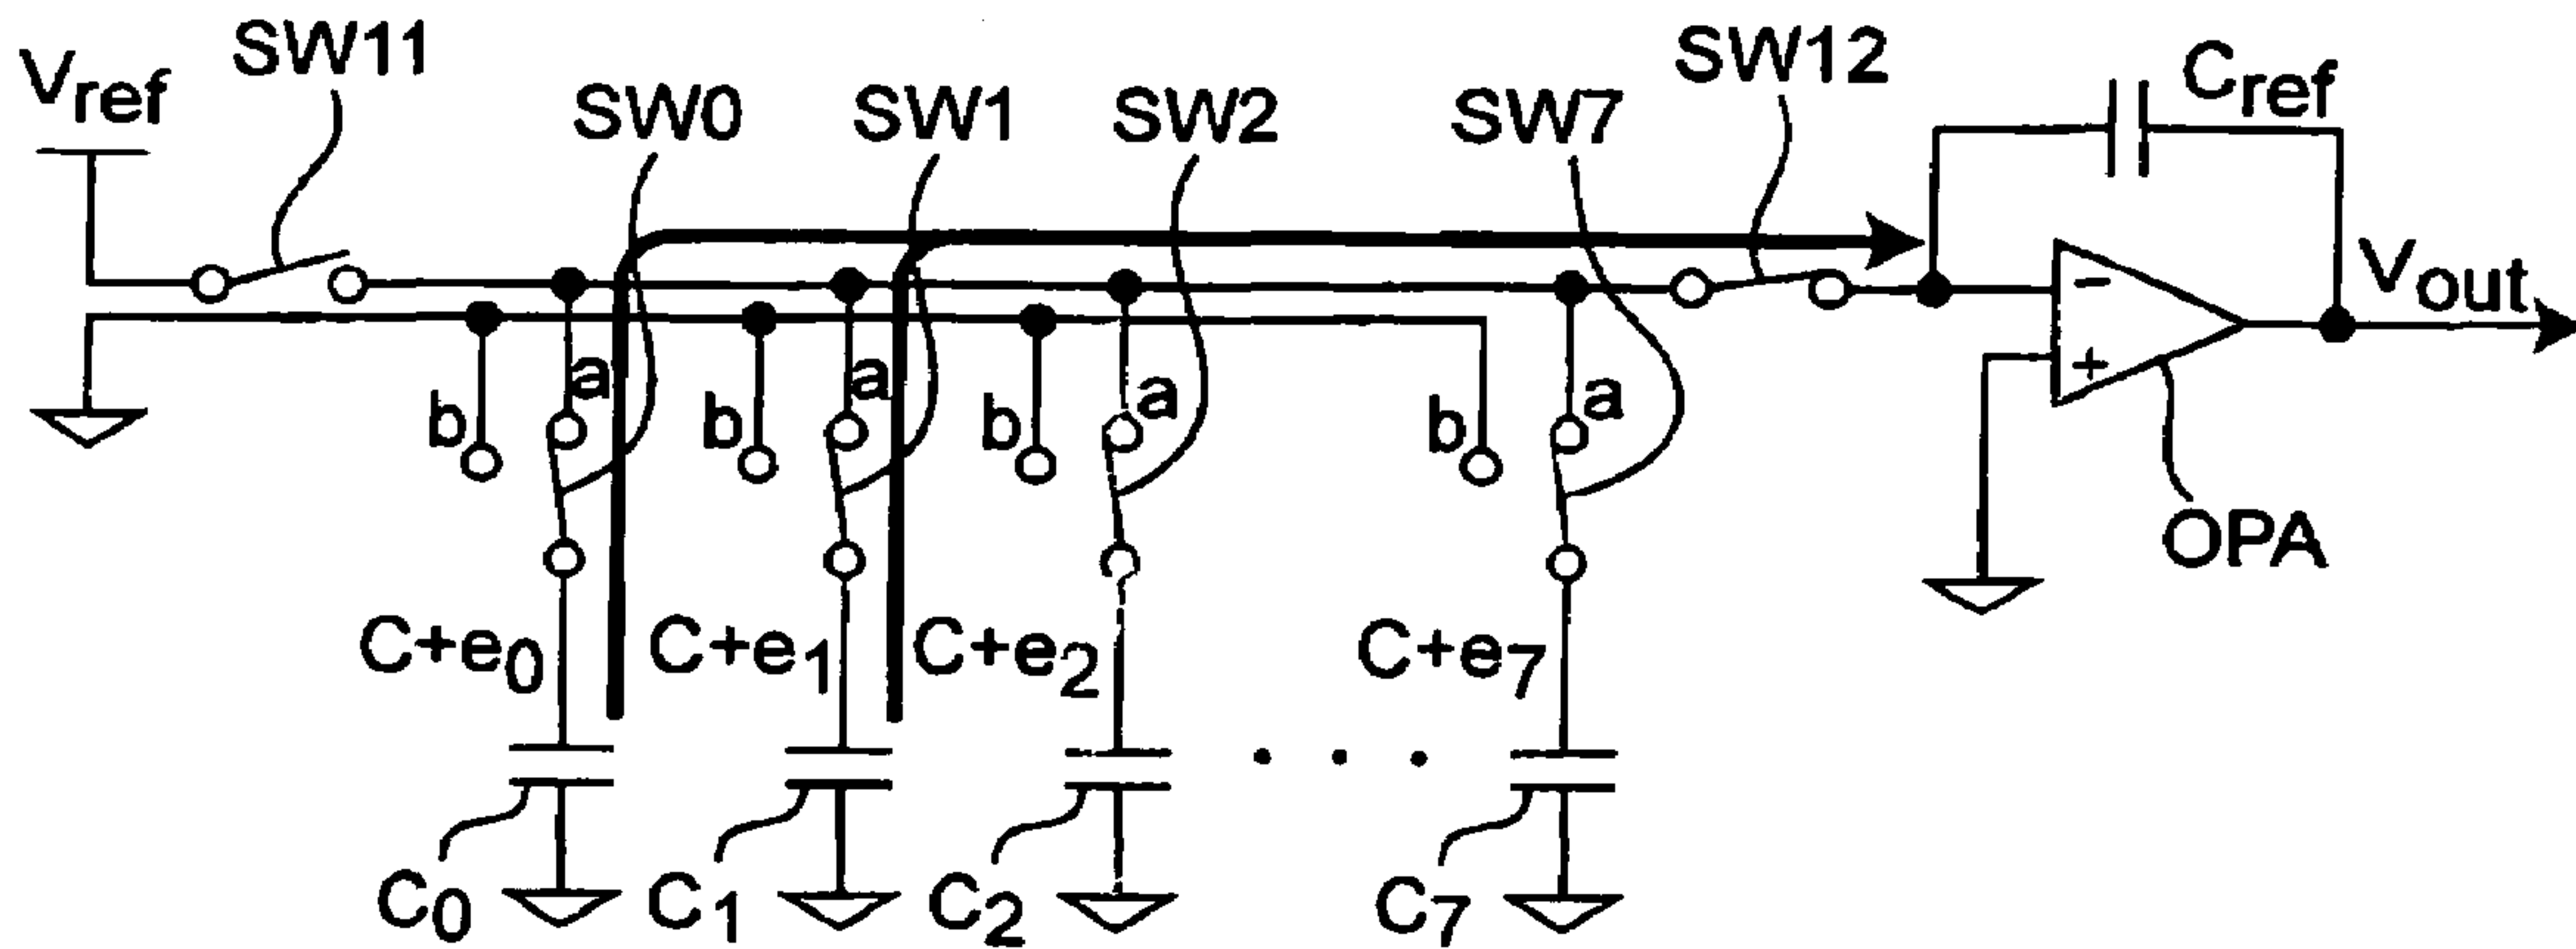 Vref
SW11
SW0
SW1
SW2
SW7
SW12
Cref
Vout
b
a
b
a
b
a
b
a
−
+
OPA
C+e0
C+e1
C+e2
C+e7
. . .
C0
C1
C2
C7